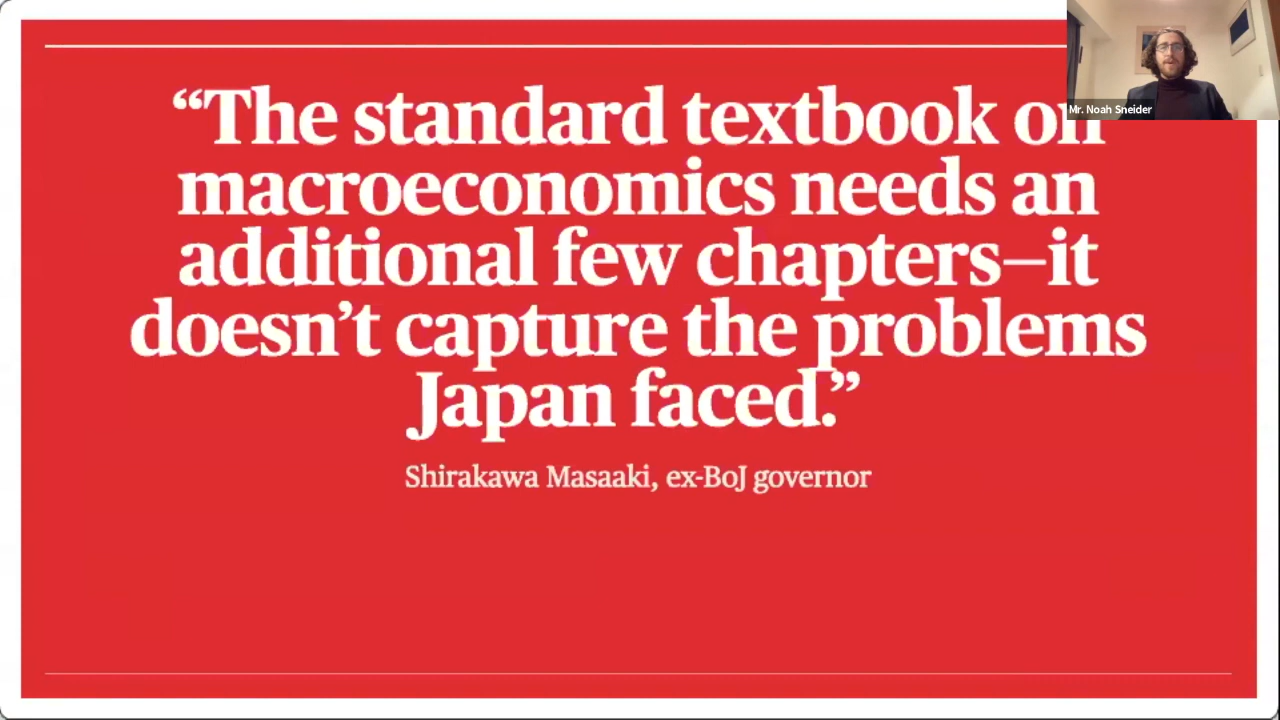 “The standard textbook on
macroeconomics needs an
additional few chapters—it
doesn’t capture the problems
Japan faced.”
Shirakawa Masaaki, ex-BoJ governor
Mr. Noah Sneider